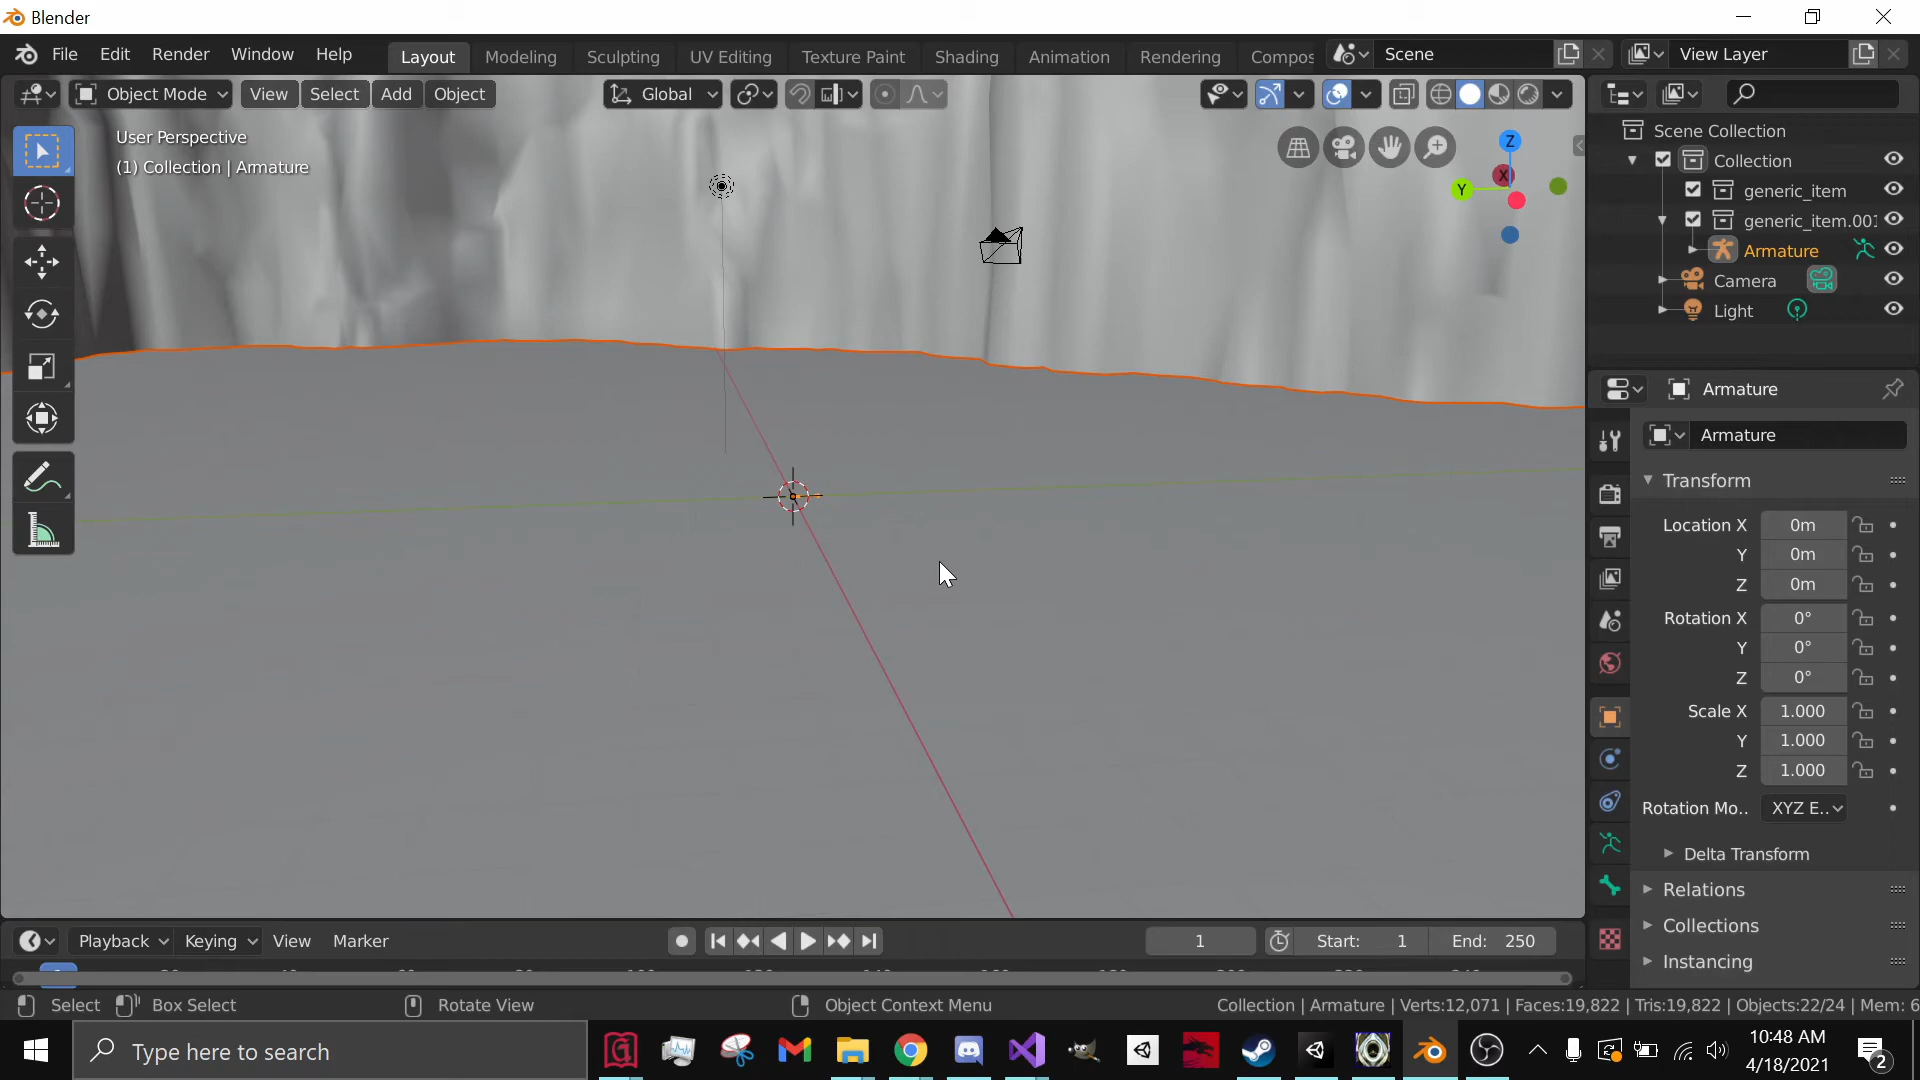 Blender
File Edit Render Window Help Layout Modeling Sculpting UV Editing Texture Paint Shading Animation Rendering Compos Scene View Layer
Object Mode View Select Add Object Global
User Perspective
(1) Collection | Armature
Z
X
Y
Scene Collection
Collection
generic_item
generic_item.001
Armature
Camera
Light
Armature
Armature
Transform
Location X 0m
Y 0m
Z 0m
Rotation X 0°
Y 0°
Z 0°
Scale X 1.000
Y 1.000
Z 1.000
Rotation Mo.. XYZ E..
Delta Transform
Relations
Collections
Instancing
Playback Keying View Marker 1 Start: 1 End: 250
Select Box Select Rotate View Object Context Menu Collection | Armature | Verts:12,071 | Faces:19,822 | Tris:19,822 | Objects:22/24 | Mem: 6
Type here to search
10:48 AM
4/18/2021
2